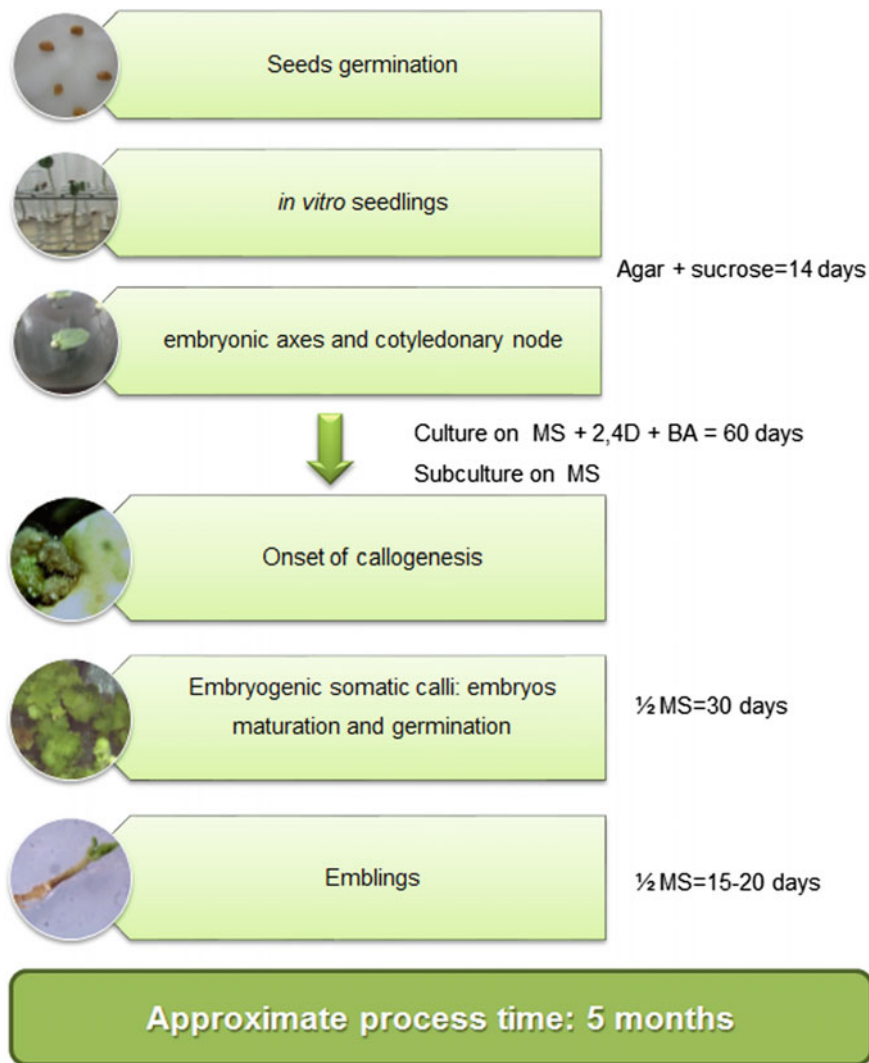 Seeds germination
in vitro seedlings
Agar + sucrose=14 days
embryonic axes and cotyledonary node
Culture on MS + 2,4D + BA = 60 days
Subculture on MS
Onset of callogenesis
Embryogenic somatic calli: embryos
maturation and germination
½ MS=30 days
Emblings
½ MS=15-20 days
Approximate process time: 5 months